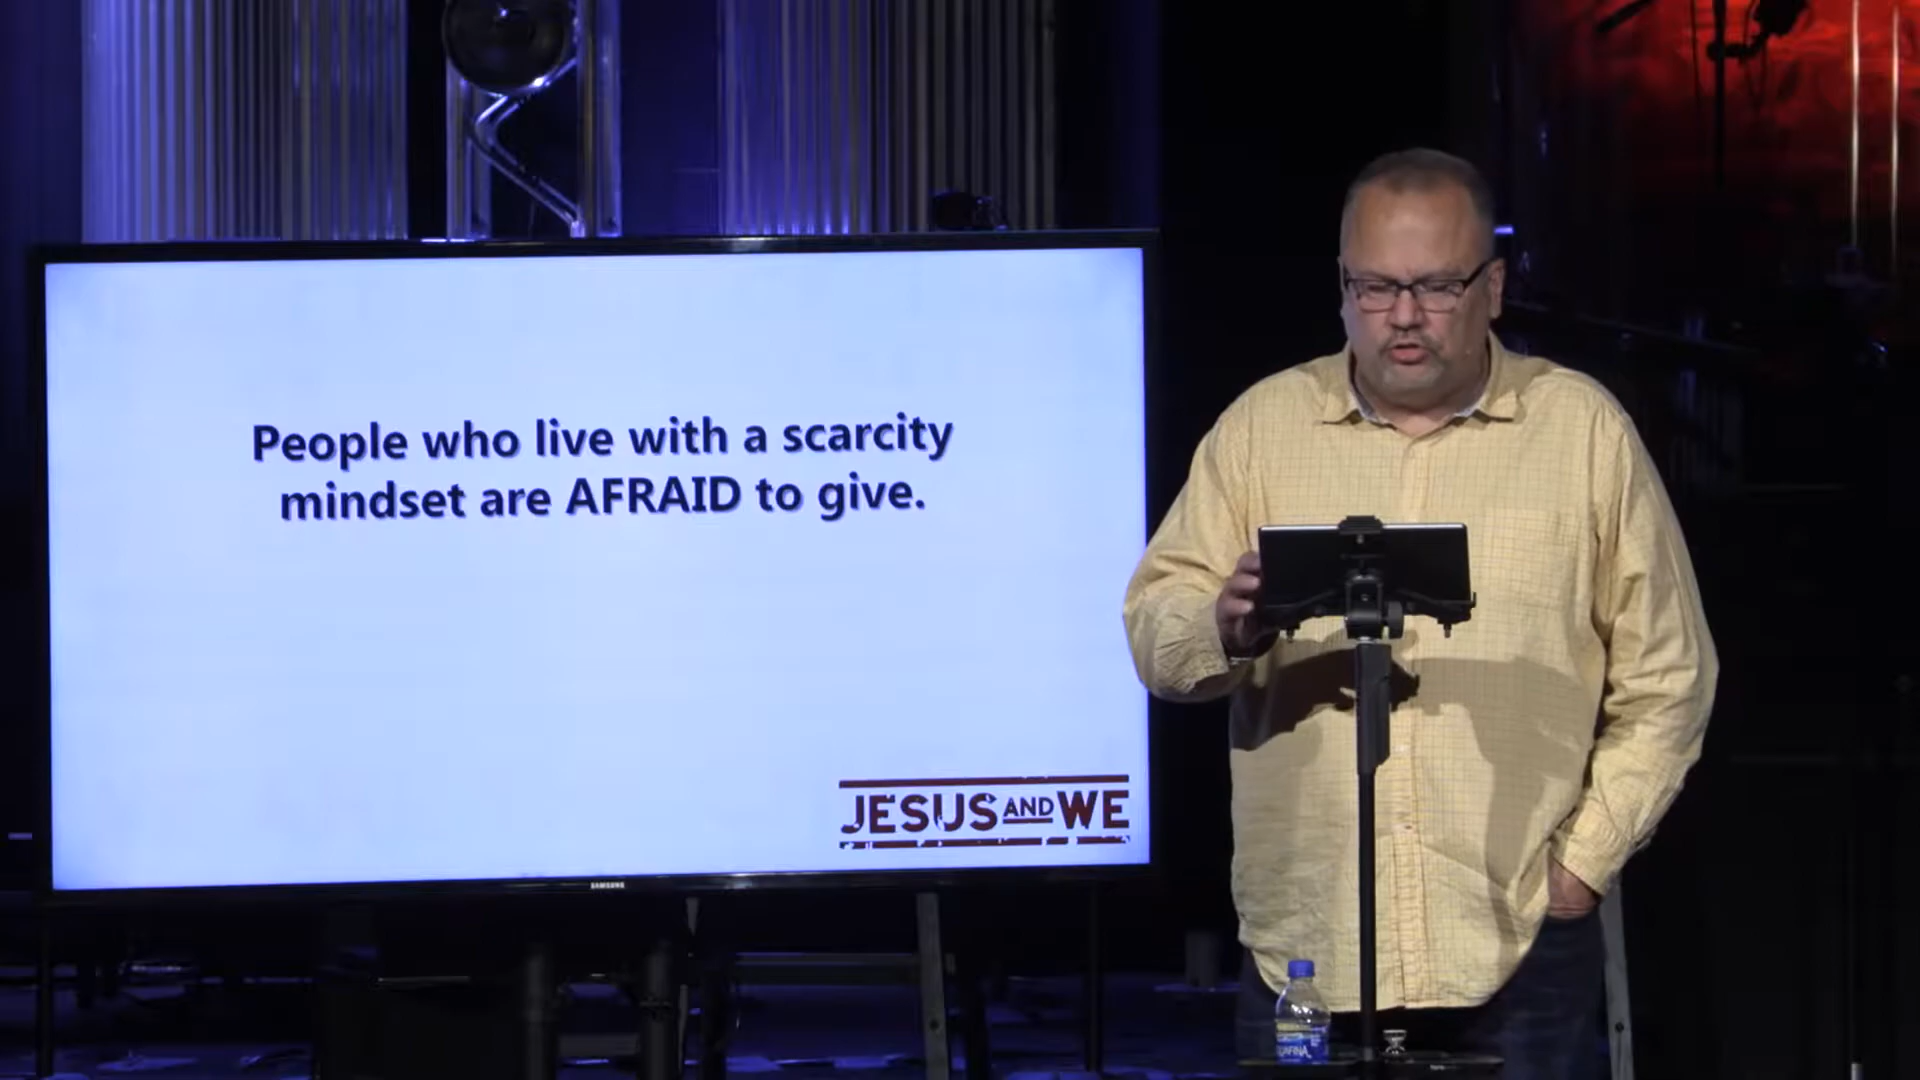 People who live with a scarcity
mindset are AFRAID to give.
JESUS AND WE
SAMSUNG